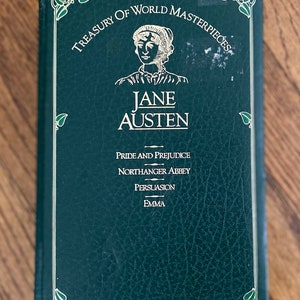 TREASURY OF WORLD MASTERPIECES
JANE
AUSTEN
PRIDE AND PREJUDICE
NORTHANGER ABBEY
PERSUASION
EMMA